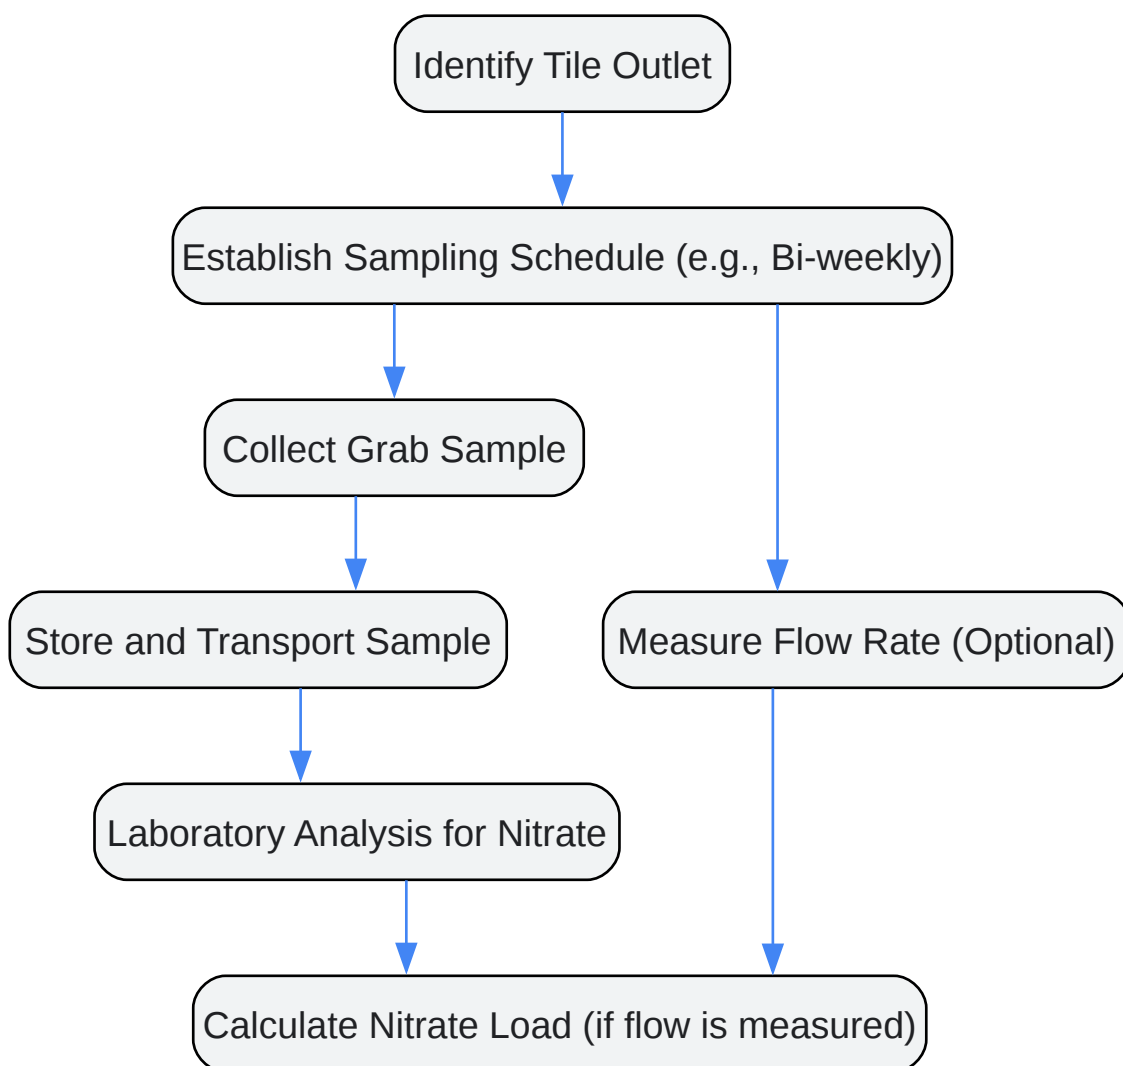 Identify Tile Outlet
Establish Sampling Schedule (e.g., Bi-weekly)
Collect Grab Sample
Store and Transport Sample
Measure Flow Rate (Optional)
Laboratory Analysis for Nitrate
Calculate Nitrate Load (if flow is measured)